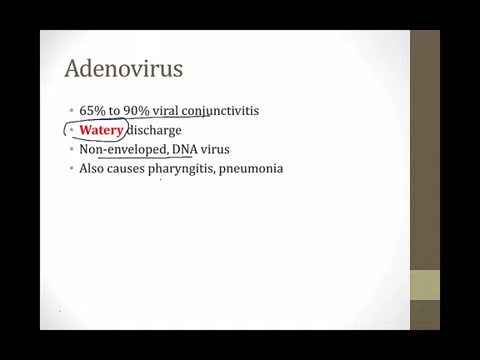 Adenovirus
• 65% to 90% viral conjunctivitis
• Watery discharge
• Non-enveloped, DNA virus
• Also causes pharyngitis, pneumonia